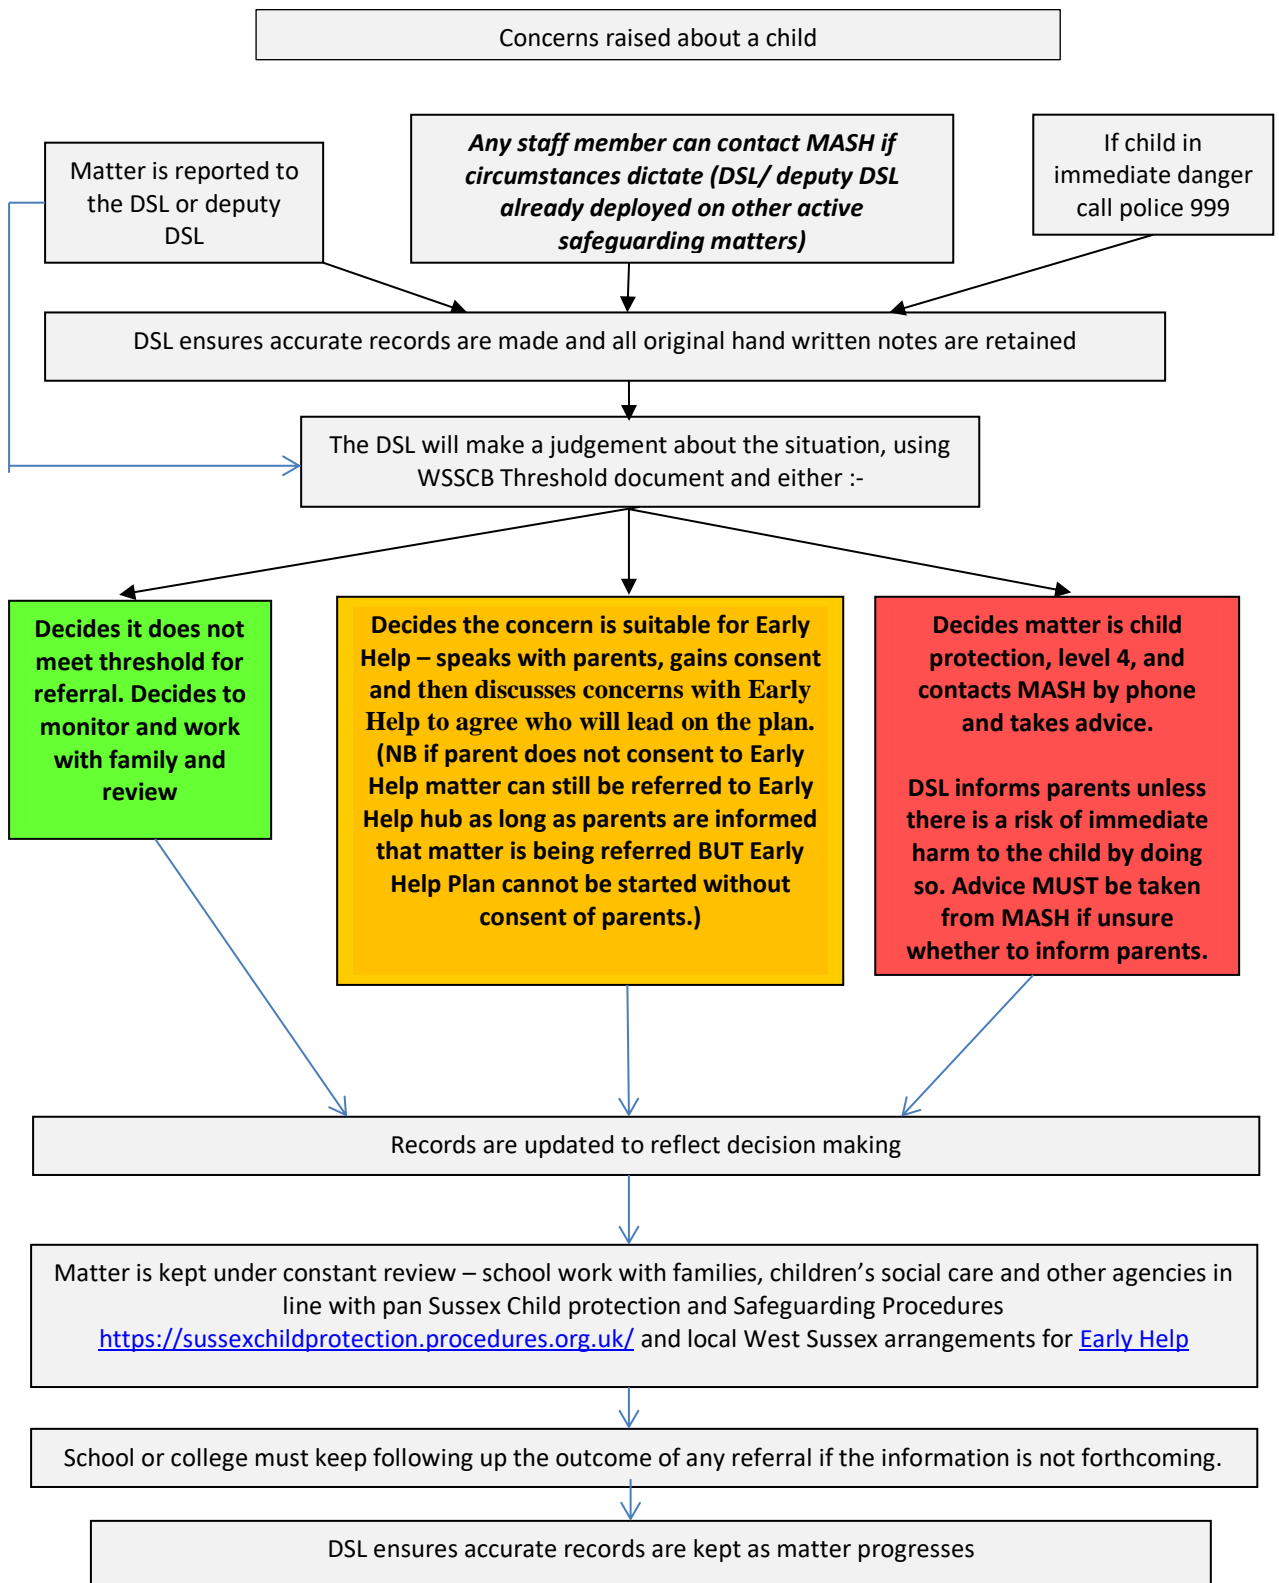 Concerns raised about a child
Matter is reported to
the DSL or deputy
DSL
Any staff member can contact MASH if
circumstances dictate (DSL/ deputy DSL
already deployed on other active
safeguarding matters)
If child in
immediate danger
call police 999
DSL ensures accurate records are made and all original hand written notes are retained
The DSL will make a judgement about the situation, using
WSSCB Threshold document and either :-
Decides it does not
meet threshold for
referral. Decides to
monitor and work
with family and
review
Decides the concern is suitable for Early
Help – speaks with parents, gains consent
and then discusses concerns with Early
Help to agree who will lead on the plan.
(NB if parent does not consent to Early
Help matter can still be referred to Early
Help hub as long as parents are informed
that matter is being referred BUT Early
Help Plan cannot be started without
consent of parents.)
Decides matter is child
protection, level 4, and
contacts MASH by phone
and takes advice.
DSL informs parents unless
there is a risk of immediate
harm to the child by doing
so. Advice MUST be taken
from MASH if unsure
whether to inform parents.
Records are updated to reflect decision making
Matter is kept under constant review – school work with families, children’s social care and other agencies in
line with pan Sussex Child protection and Safeguarding Procedures
https://sussexchildprotection.procedures.org.uk/ and local West Sussex arrangements for Early Help
School or college must keep following up the outcome of any referral if the information is not forthcoming.
DSL ensures accurate records are kept as matter progresses